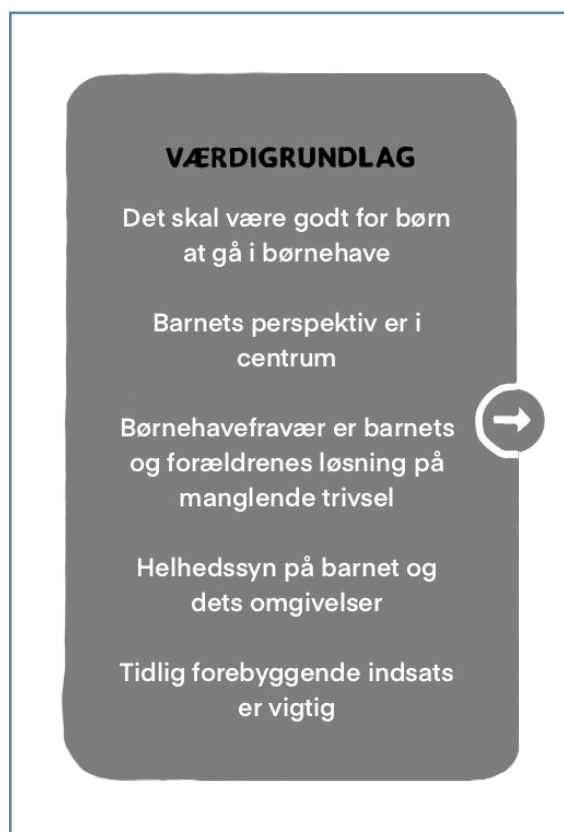 VÆRDIGRUNDLAG
Det skal være godt for børn
at gå i børnehave
Barnets perspektiv er i
centrum
Børnehavefravær er barnets
og forældrenes løsning på
manglende trivsel
Helhedssyn på barnet og
dets omgivelser
Tidlig forebyggende indsats
er vigtig